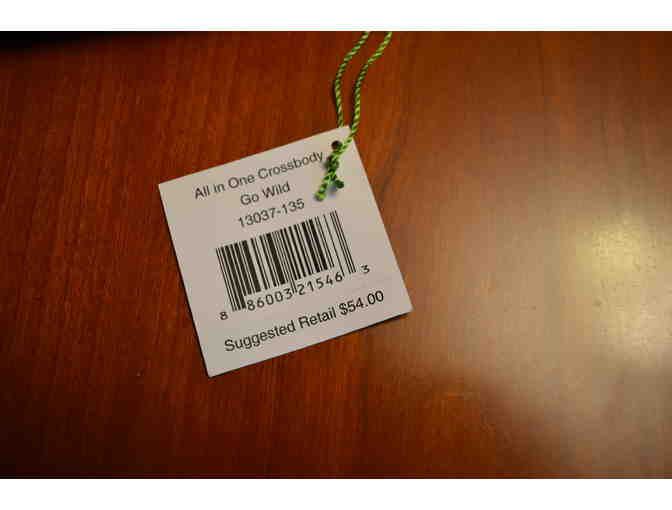 All in One Crossbody
Go Wild
13037-135
8 86003 21546 3
Suggested Retail $54.00